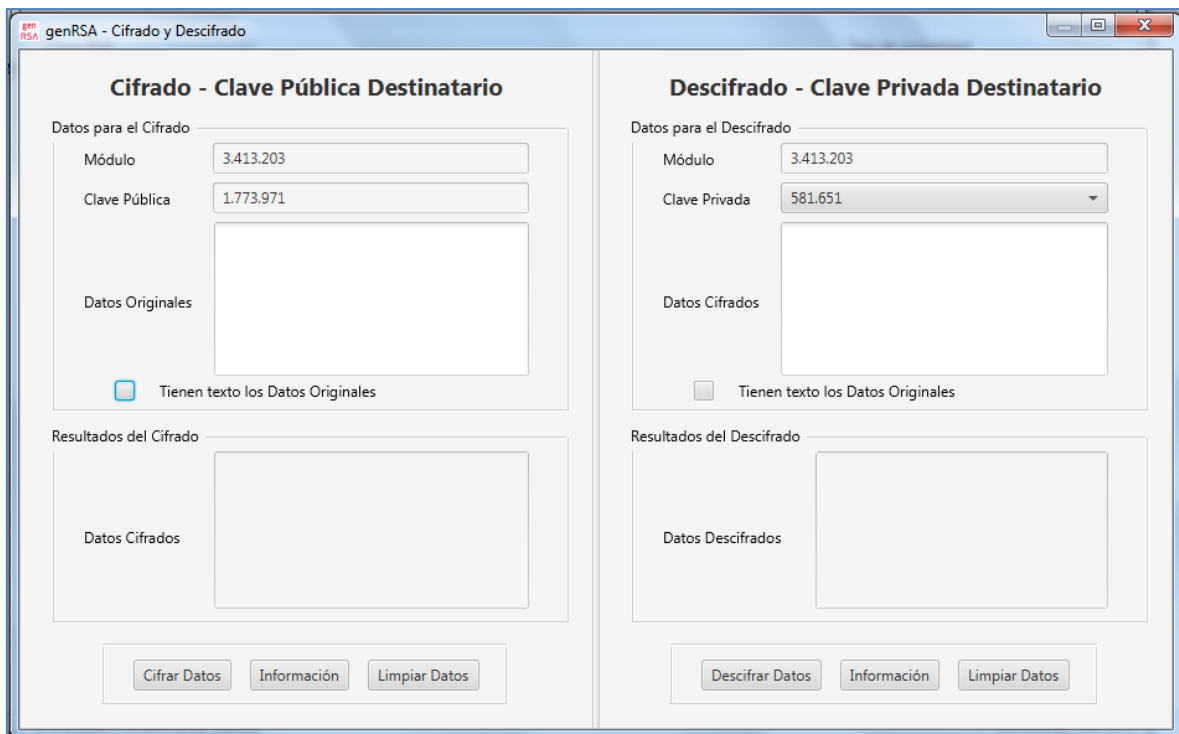 gen RSA genRSA - Cifrado y Descifrado
Cifrado - Clave Pública Destinatario
Datos para el Cifrado
Módulo 3.413.203
Clave Pública 1.773.971
Datos Originales
Tienen texto los Datos Originales
Resultados del Cifrado
Datos Cifrados
Cifrar Datos Información Limpiar Datos
Descifrado - Clave Privada Destinatario
Datos para el Descifrado
Módulo 3.413.203
Clave Privada 581.651
Datos Cifrados
Tienen texto los Datos Originales
Resultados del Descifrado
Datos Descifrados
Descifrar Datos Información Limpiar Datos